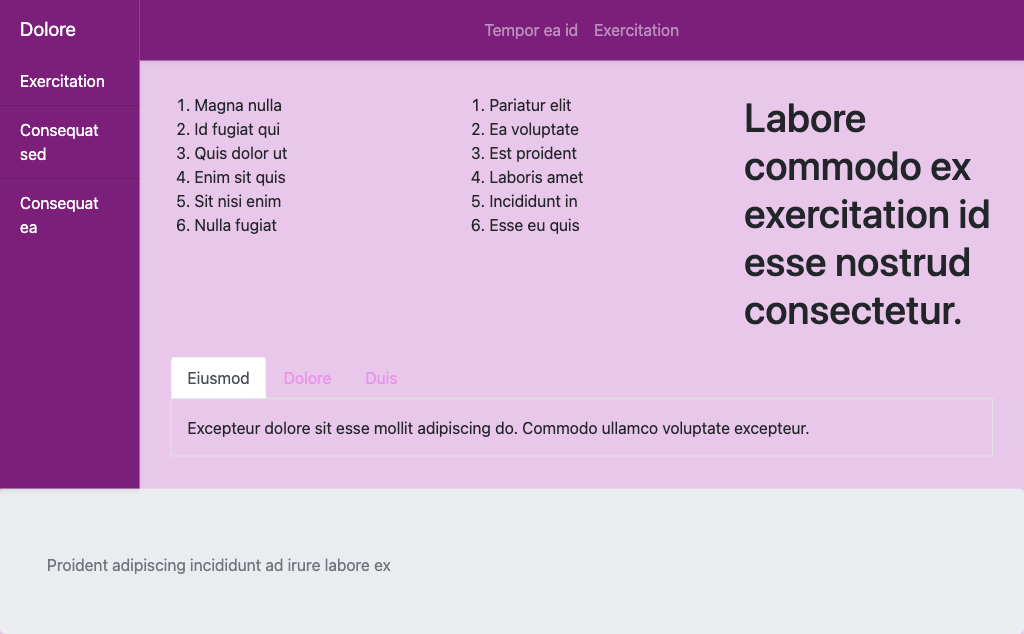 Dolore
Exercitation
Consequat
sed
Consequat
ea
Tempor ea id
Exercitation
1. Magna nulla
2. Id fugiat qui
3. Quis dolor ut
4. Enim sit quis
5. Sit nisi enim
6. Nulla fugiat
1. Pariatur elit
2. Ea voluptate
3. Est proident
4. Laboris amet
5. Incididunt in
6. Esse eu quis
Labore
commodo ex
exercitation id
esse nostrud
consectetur.
Eiusmod
Dolore
Duis
Excepteur dolore sit esse mollit adipiscing do. Commodo ullamco voluptate excepteur.
Proident adipiscing incididunt ad irure labore ex